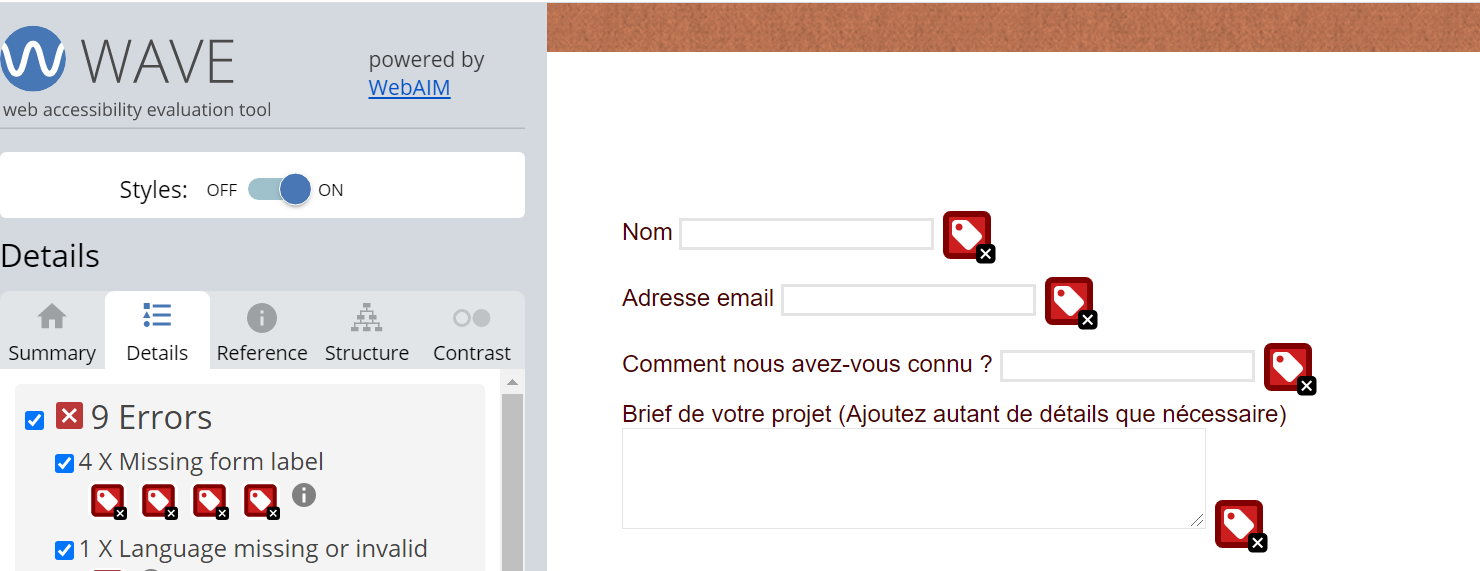 WAVE
powered by
WebAIM
web accessibility evaluation tool
Styles: OFF ON
Details
Summary Details Reference Structure Contrast
9 Errors
4 X Missing form label
1 X Language missing or invalid
Nom
Adresse email
Comment nous avez-vous connu ?
Brief de votre projet (Ajoutez autant de détails que nécessaire)